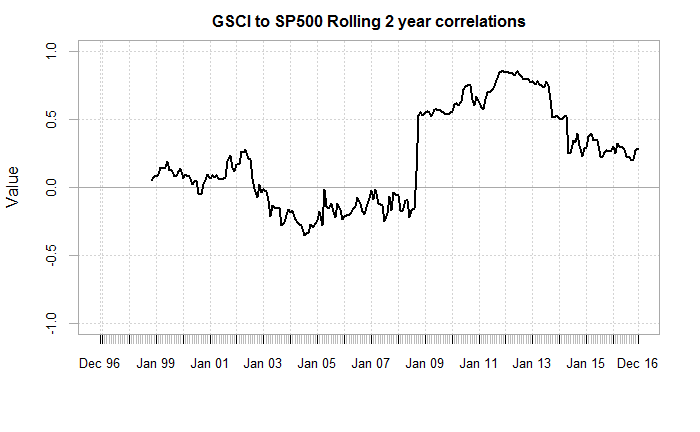 GSCI to SP500 Rolling 2 year correlations
Value
1.0
0.5
0.0
-0.5
-1.0
Dec 96 Jan 99 Jan 01 Jan 03 Jan 05 Jan 07 Jan 09 Jan 11 Jan 13 Jan 15 Dec 16